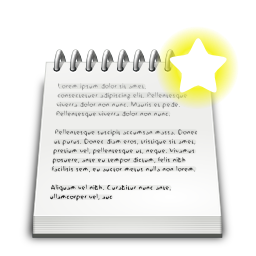 Lorem ipsum dolor sit amet,
consectetuer adipiscing elit. Pellentesque
viverra dolor non nunc. Mauris et pede.
Pellentesque viverra dolor non nunc.
Pellentesque suscipit accumsan massa. Donec
ut purus. Donec diam eros, tristique sit amet,
pretium vel, pellentesque ut, neque. Vivamus
posuere, ante eu tempor dictum, felis nibh
facilisis sem, eu auctor metus nulla non lorem.
Aliquam vel nibh. Curabitur nunc ante,
ullamcorper vel, auc